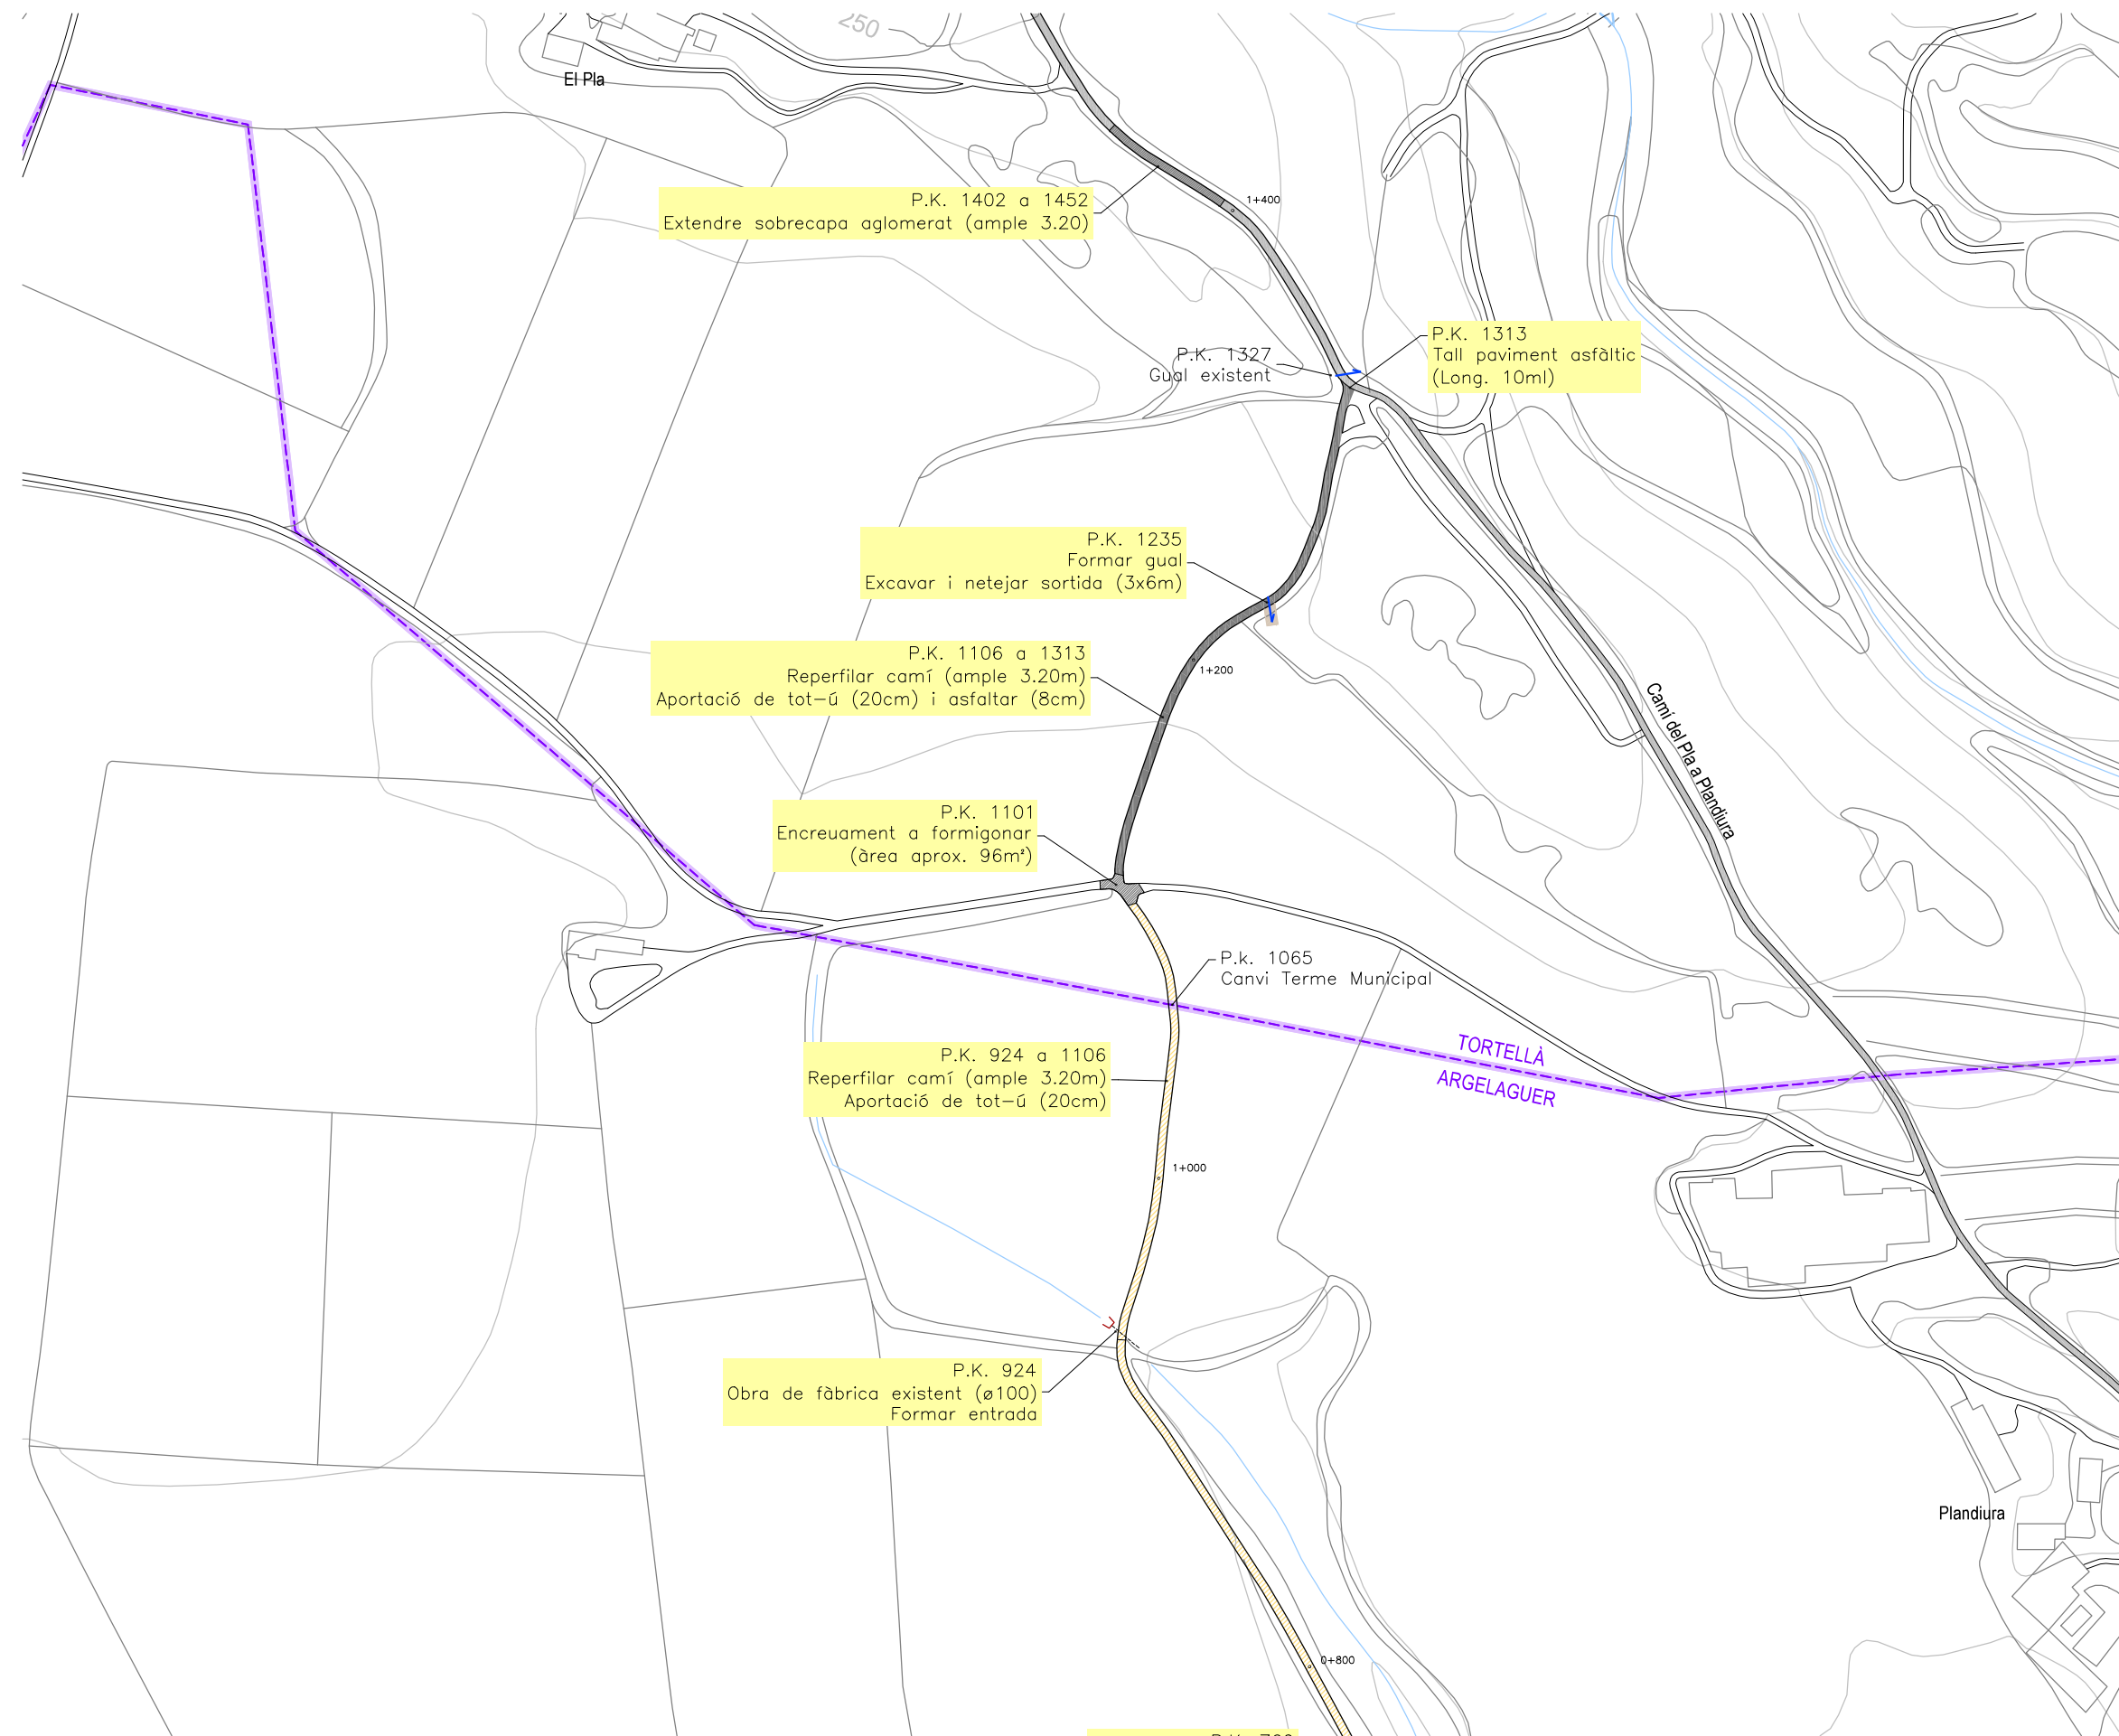 250
El Pla
P.K. 1402 a 1452
Extendre sobrecapa aglomerat (ample 3.20)
1+400
P.K. 1313
Tall paviment asfàltic
(Long. 10ml)
P.K. 1327
Gual existent
P.K. 1235
Formar gual
Excavar i netejar sortida (3x6m)
P.K. 1106 a 1313
Reperfilar camí (ample 3.20m)
Aportació de tot-ú (20cm) i asfaltar (8cm)
1+200
Camí del Pla a Plandiura
P.K. 1101
Encreuament a formigonar
(àrea aprox. 96m²)
P.k. 1065
Canvi Terme Municipal
TORTELLÀ
ARGELAGUER
P.K. 924 a 1106
Reperfilar camí (ample 3.20m)
Aportació de tot-ú (20cm)
1+000
P.K. 924
Obra de fàbrica existent (ø100)
Formar entrada
Plandiura
0+800